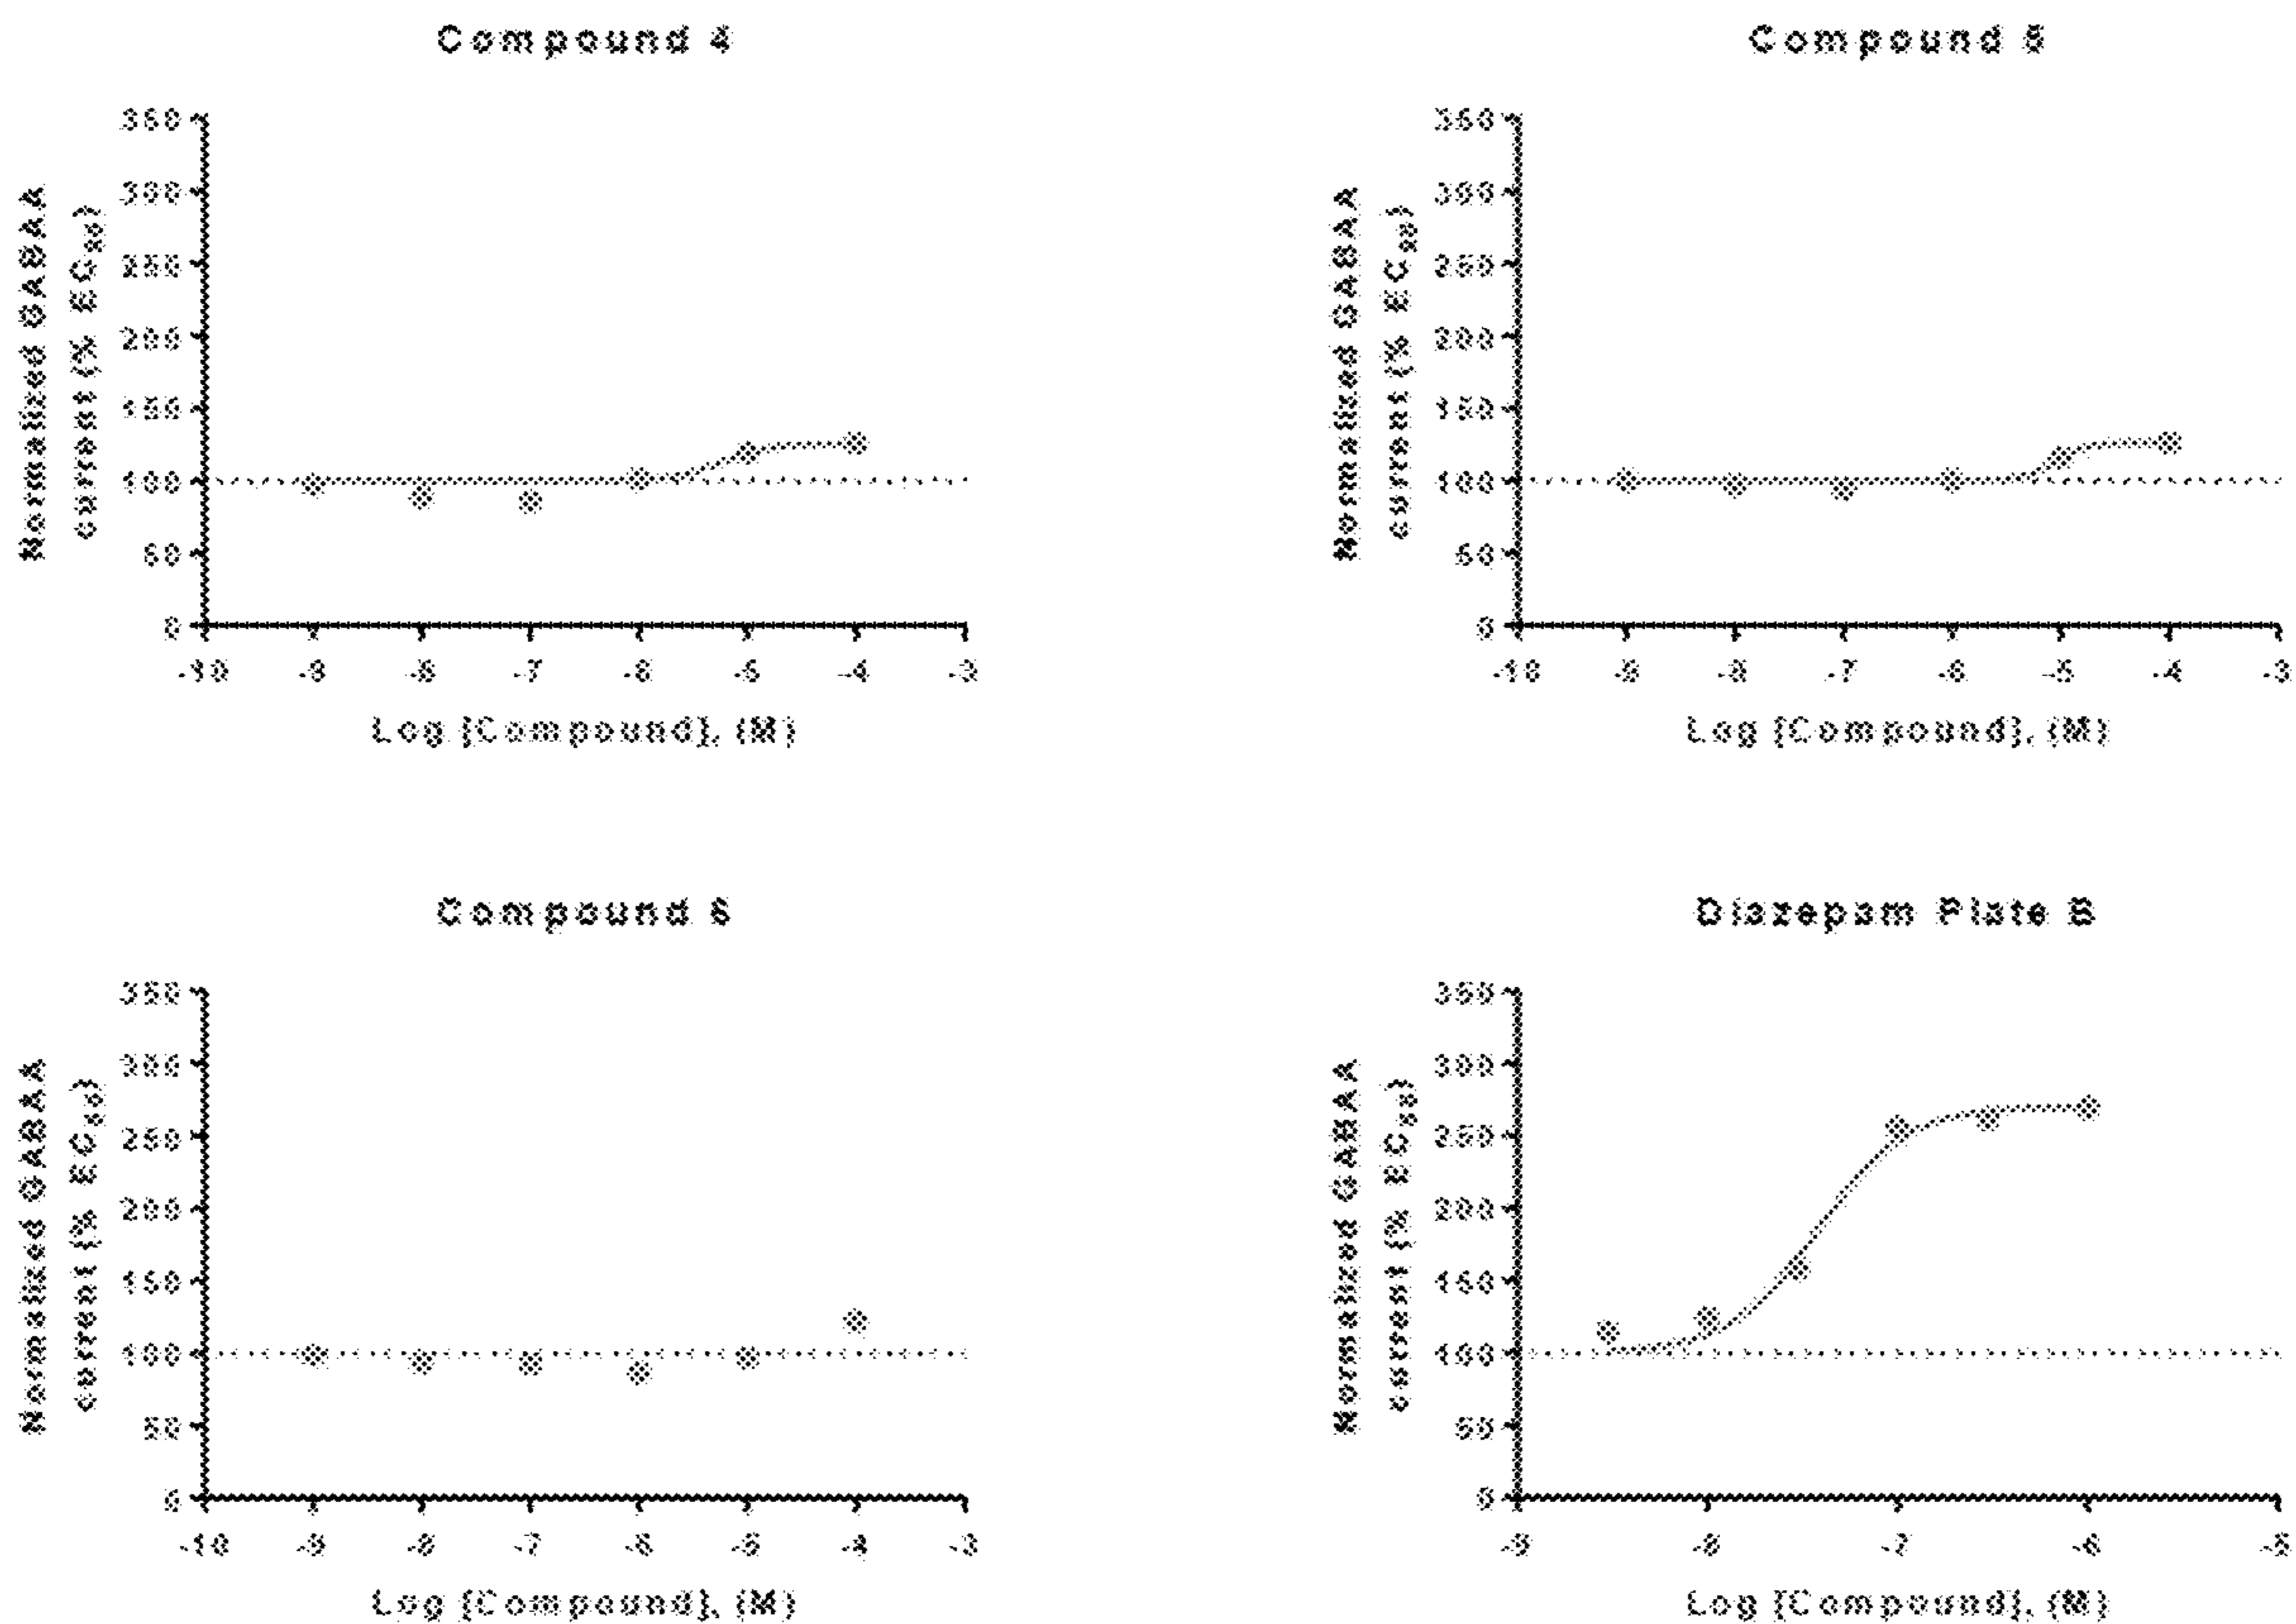 Compound 4
350
300
250
200
150
100
50
0
Normalized GABAA
current (% EC
-10 -9 -8 -7 -6 -5 -4 -3
Log [Compound], (M)
Compound 5
350
300
250
200
150
100
50
0
Normalized GABAA
current (% EC
-10 -9 -8 -7 -6 -5 -4 -3
Log [Compound], (M)
Compound 6
350
300
250
200
150
100
50
0
Normalized GABAA
current (% EC
-10 -9 -8 -7 -6 -5 -4 -3
Log [Compound], (M)
Diazepam Plate B
350
300
250
200
150
100
50
0
Normalized GABAA
current (% EC
-9 -8 -7 -6 -5
Log [Compound], (M)